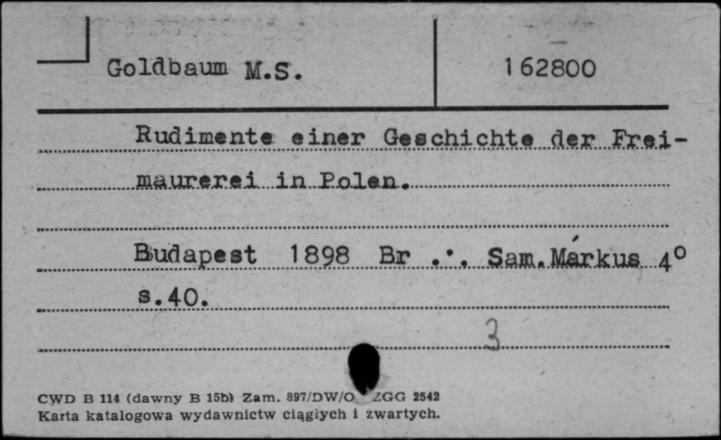 Goldbaum M.S. 162800
Rudimente einer Geschichte der Frei-
maurerei in Polen.
Budapest 1898 Br .·. Sam. Márkus 4°
s.40.
3
CWD B 114 (dawny B 15b) Zam. 897/DW/O ZGG 2542
Karta katalogowa wydawnictw ciągłych i zwartych.